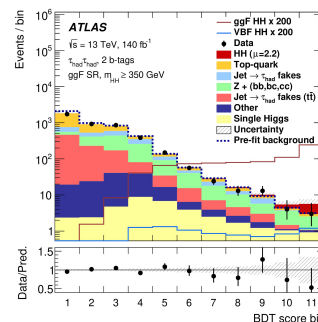 Events / bin
ATLAS
√s = 13 TeV, 140 fb⁻¹
τhadτhad, 2 b-tags
ggF SR, mHH ≥ 350 GeV
ggF HH x 200
VBF HH x 200
Data
HH (μ=2.2)
Top-quark
Jet → τhad fakes
Z + (bb,bc,cc)
Jet → τhad fakes (tt̄)
Other
Single Higgs
Uncertainty
Pre-fit background
10⁷
10⁶
10⁵
10⁴
10³
10²
10
1
Data/Pred.
1.5
1
0.5
1 2 3 4 5 6 7 8 9 10 11
BDT score bi